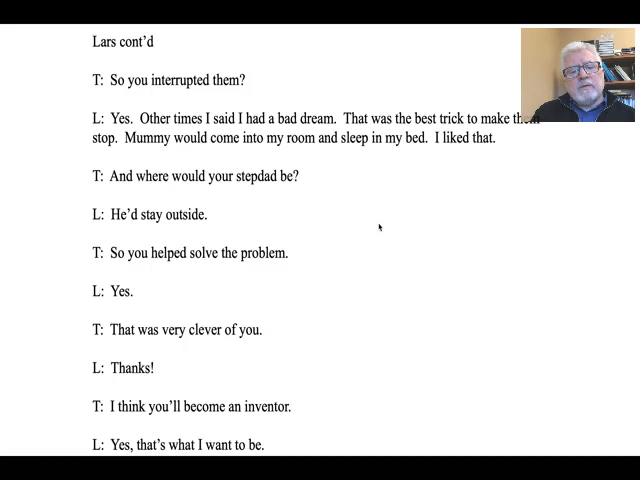 Lars cont'd
T: So you interrupted them?
L: Yes. Other times I said I had a bad dream. That was the best trick to make them
stop. Mummy would come into my room and sleep in my bed. I liked that.
T: And where would your stepdad be?
L: He'd stay outside.
T: So you helped solve the problem.
L: Yes.
T: That was very clever of you.
L: Thanks!
T: I think you'll become an inventor.
L: Yes, that's what I want to be.